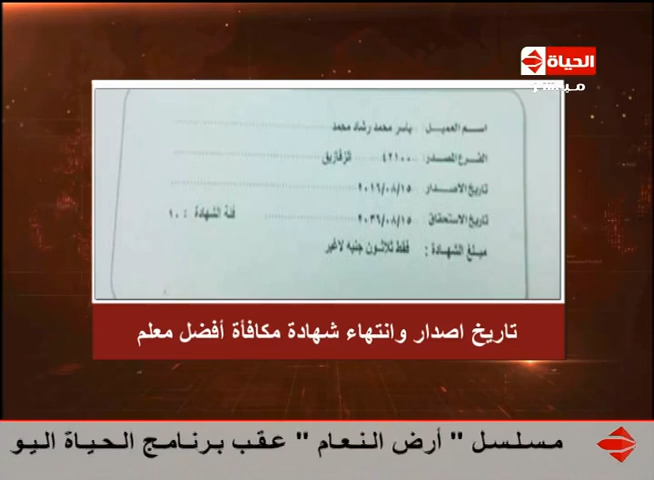 الحياة
مباشر
اسم العميل : ياسر محمد رشاد محمد
الفرع المصدر : ٤٢١٠٠ الزقازيق
تاريخ الاصدار : ٢٠١٦/٠٨/١٥
تاريخ الاستحقاق : ٢٠٣٦/٠٨/١٥ فئة الشهادة : ١٠
مبلغ الشهادة : فقط ثلاثون جنيه لاغير
تاريخ اصدار وانتهاء شهادة مكافأة أفضل معلم
مسلسل " أرض النعام " عقب برنامج الحياة اليو